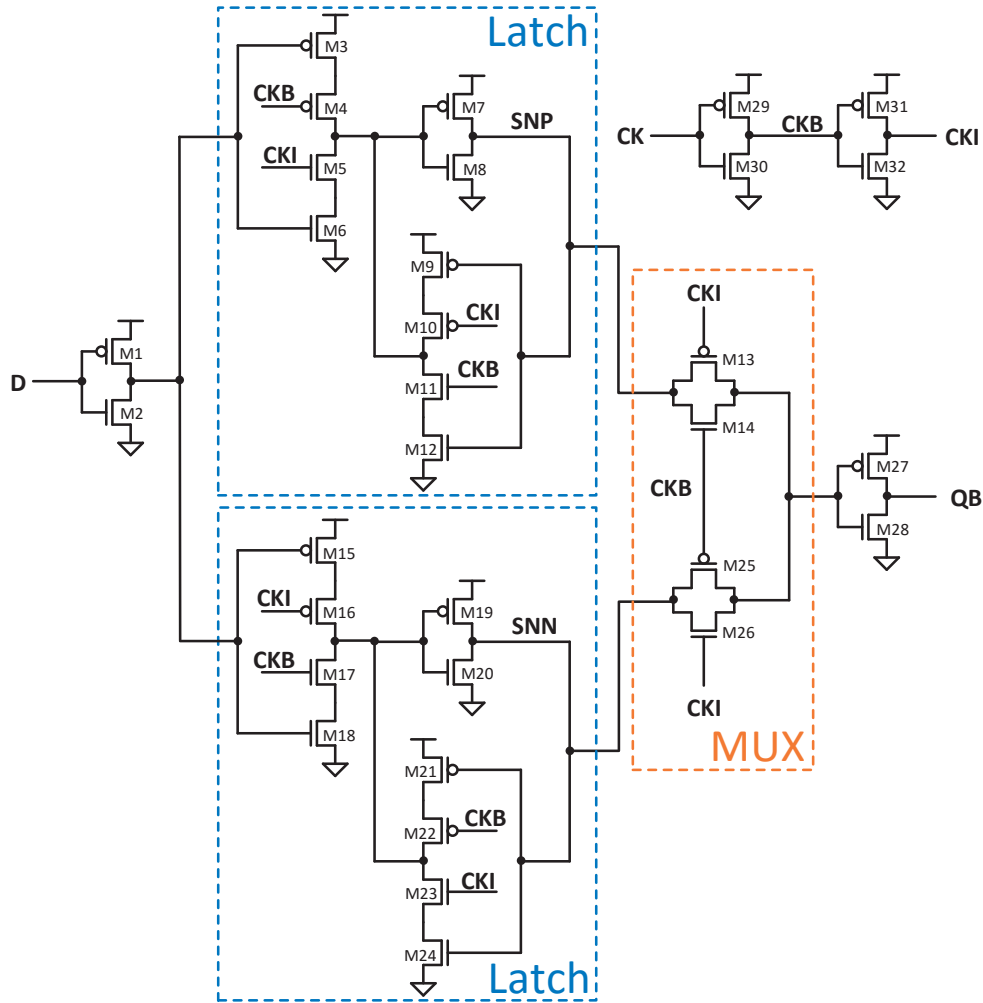 Latch
M3
CKB
M4
M7
SNP
CKI
M5
M8
M6
M9
CKI
M10
CKB
M11
M12
CK
M29
M30
CKB
M31
M32
CKI
D
M1
M2
CKI
M13
M14
CKB
M25
M26
CKI
MUX
M27
M28
QB
M15
CKI
M16
M19
SNN
CKB
M17
M20
M18
M21
CKB
M22
CKI
M23
M24
Latch